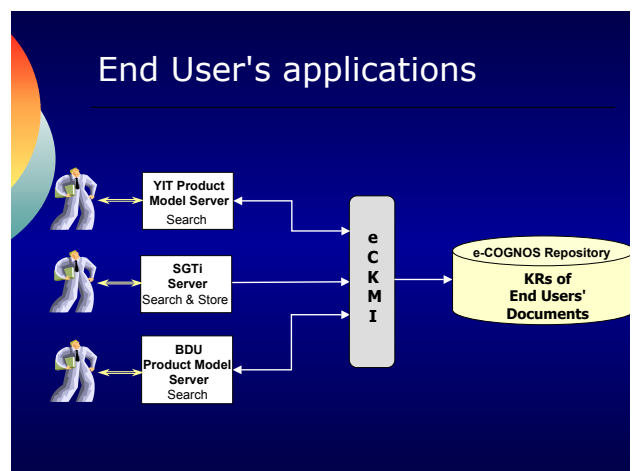 End User's applications
YIT Product
Model Server
Search
SGTi
Server
Search & Store
BDU
Product Model
Server
Search
e
C
K
M
I
e-COGNOS Repository
KRs of
End Users'
Documents